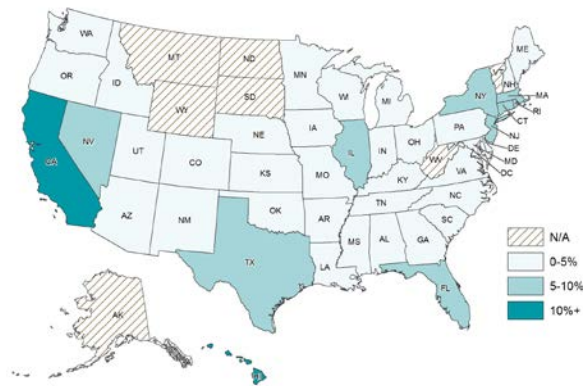 WA
MT
ND
MN
ME
OR
ID
WY
SD
WI
MI
NH
NY
MA
RI
CT
NV
UT
CO
NE
IA
IL
IN
OH
PA
NJ
DE
MD
DC
CA
KS
MO
KY
WV
VA
AZ
NM
OK
AR
TN
NC
SC
TX
LA
MS
AL
GA
FL
AK
N/A
0-5%
5-10%
10%+